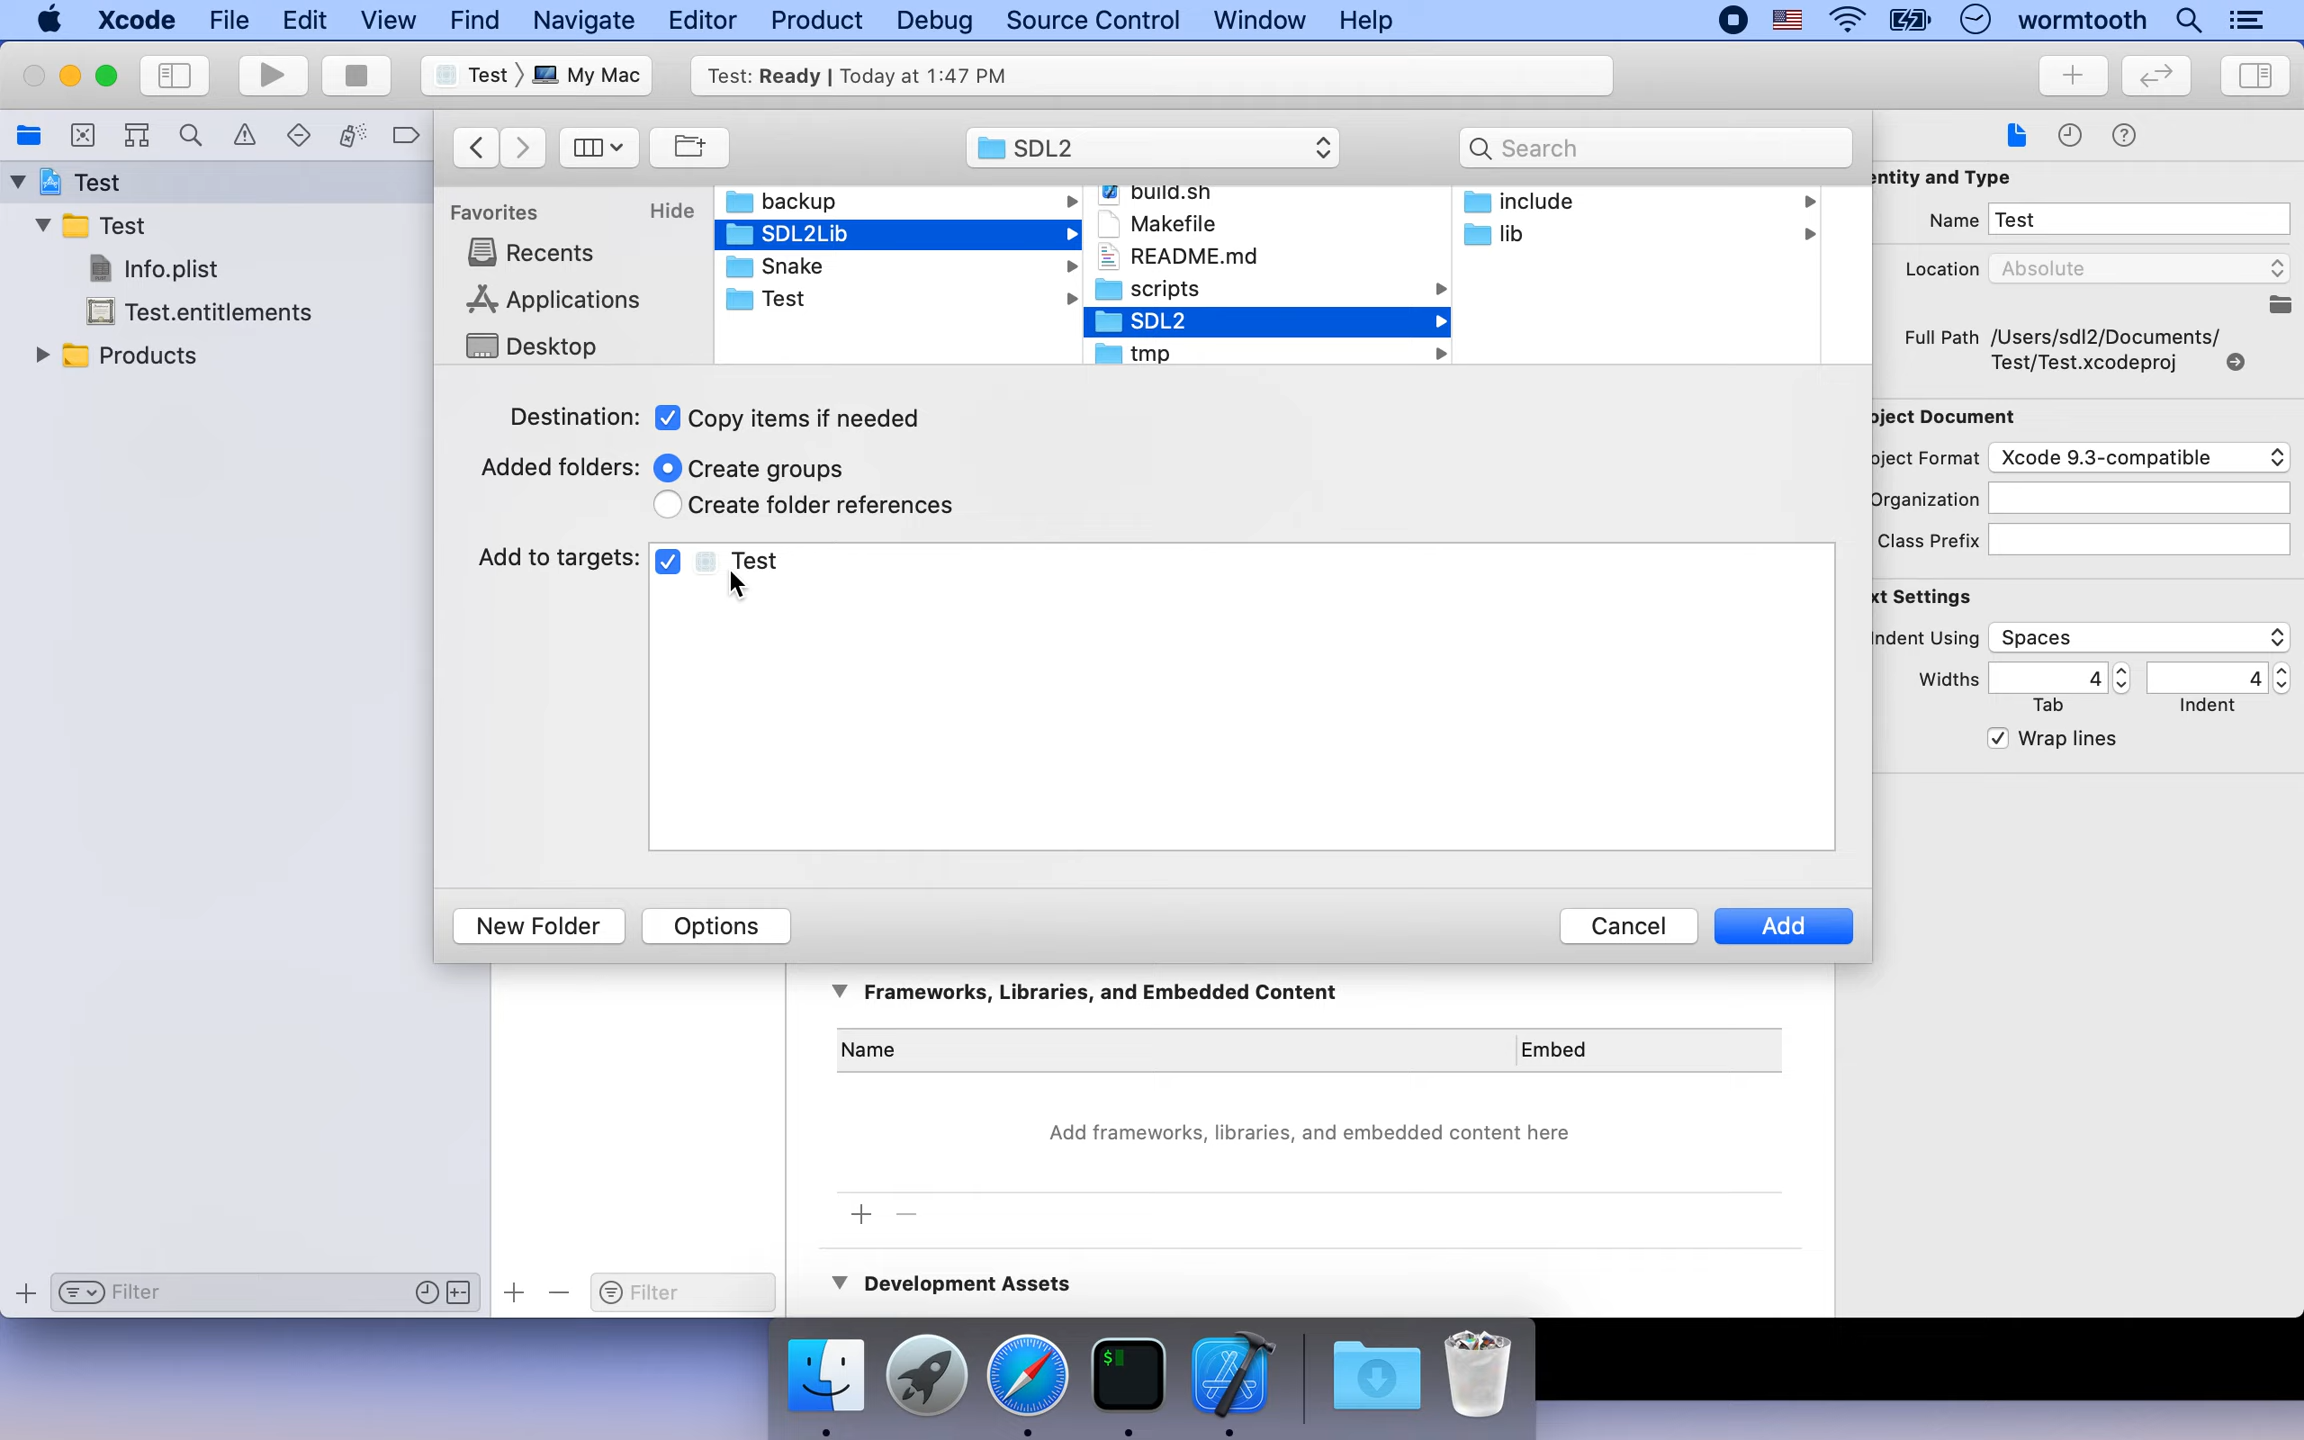 Xcode File Edit View Find Navigate Editor Product Debug Source Control Window Help wormtooth
Test My Mac Test: Ready | Today at 1:47 PM
SDL2 Search
Test
Test
Info.plist
Test.entitlements
Products
Favorites Hide
Recents
Applications
Desktop
backup
SDL2Lib
Snake
Test
build.sh
Makefile
README.md
scripts
SDL2
tmp
include
lib
Destination: Copy items if needed
Added folders: Create groups
Create folder references
Add to targets: Test
New Folder Options Cancel Add
entity and Type
Name Test
Location Absolute
Full Path /Users/sdl2/Documents/
Test/Test.xcodeproj
ject Document
ject Format Xcode 9.3-compatible
Organization
Class Prefix
xt Settings
Indent Using Spaces
Widths 4 4
Tab Indent
Wrap lines
Frameworks, Libraries, and Embedded Content
Name Embed
Add frameworks, libraries, and embedded content here
Development Assets
Filter Filter
$